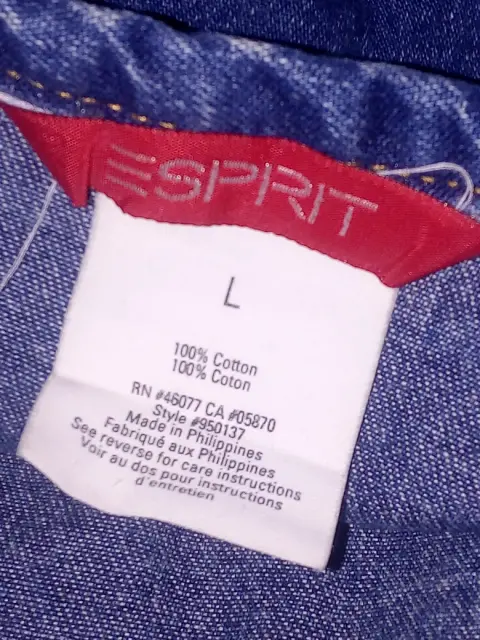 ESPRIT
L
100% Cotton
100% Coton
RN #46077 CA #05870
Style #950137
Made in Philippines
Fabriqué aux Philippines
See reverse for care instructions
Voir au dos pour instructions
d'entretien